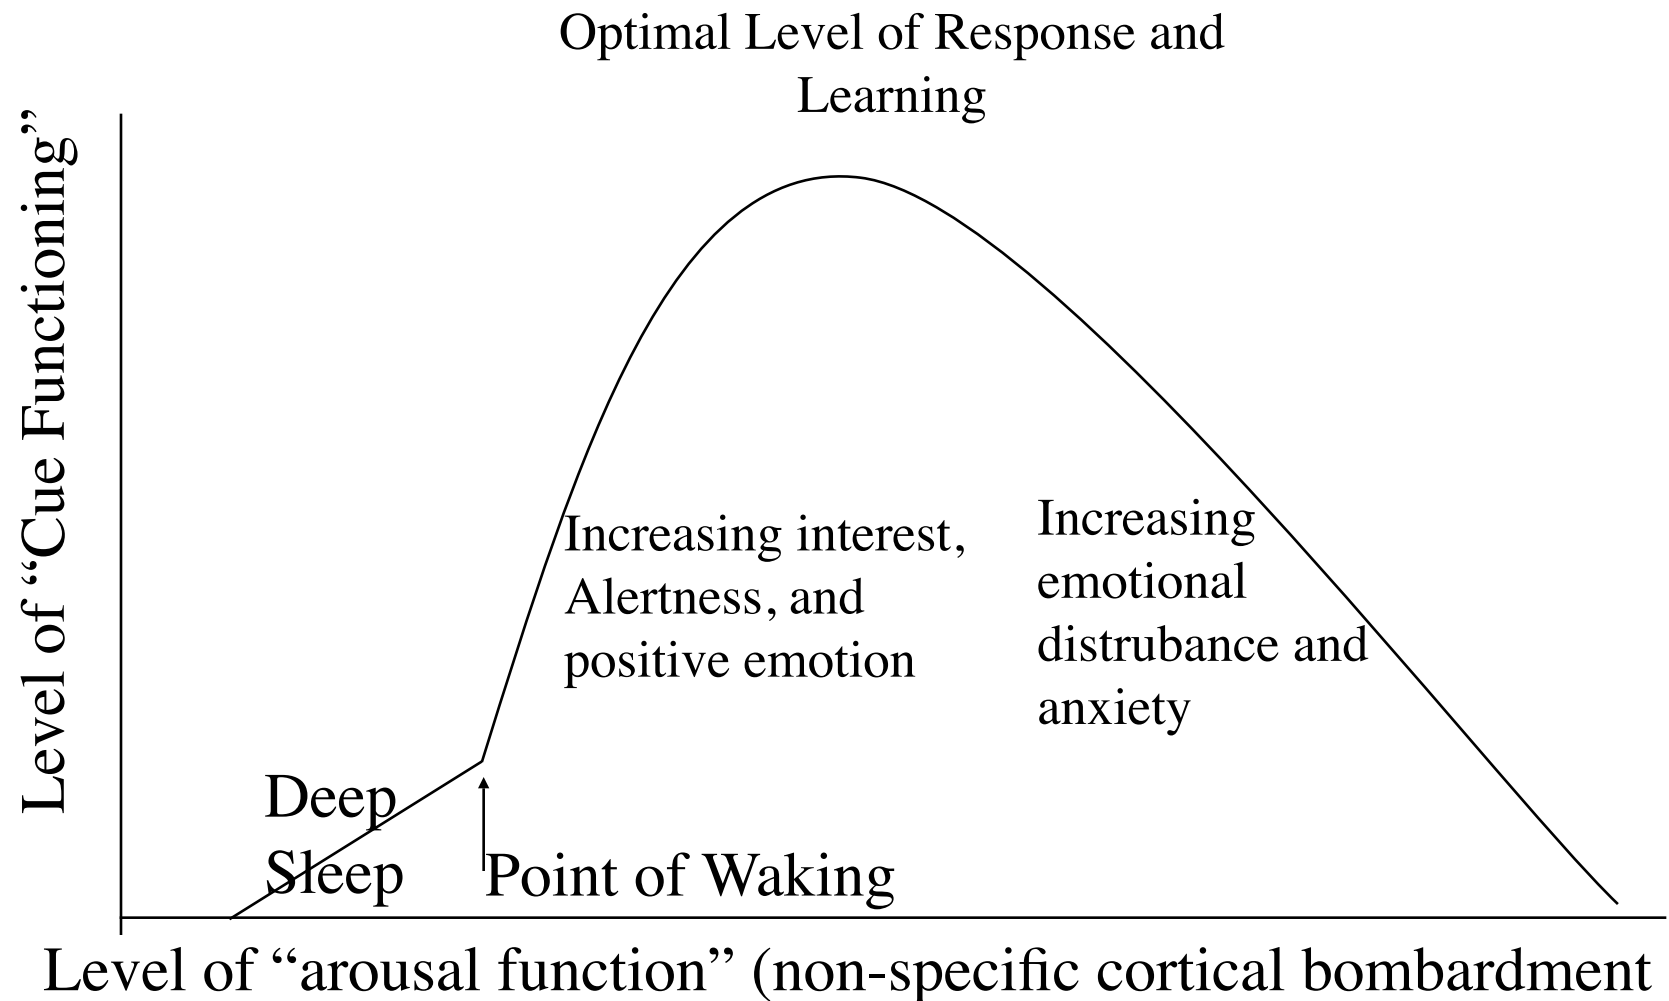 Optimal Level of Response and
Learning
Level of “Cue Functioning”
Increasing interest,
Alertness, and
positive emotion
Increasing
emotional
distrubance and
anxiety
Deep
Sleep
Point of Waking
Level of “arousal function” (non-specific cortical bombardment